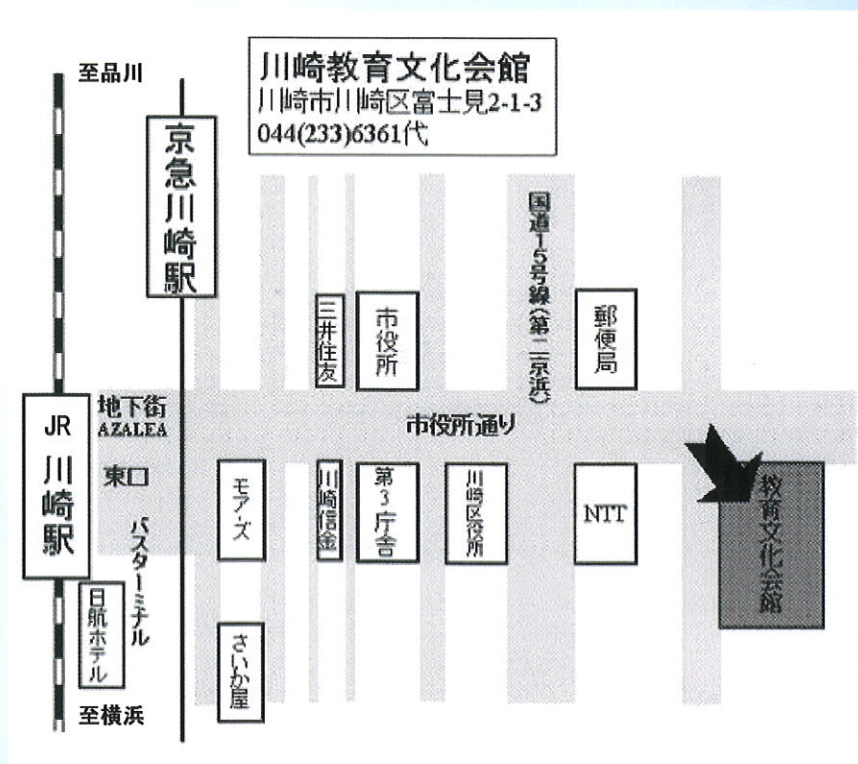 至品川
川崎教育文化会館
川崎市川崎区富士見2-1-3
044(233)6361代
京急川崎駅
国道15号線(第二京浜)
三井住友
市役所
郵便局
JR川崎駅
地下街
AZALEA
市役所通り
東口
バスターミナル
モアーズ
川崎信金
第3庁舎
川崎区役所
NTT
教育文化会館
日航ホテル
さいか屋
至横浜